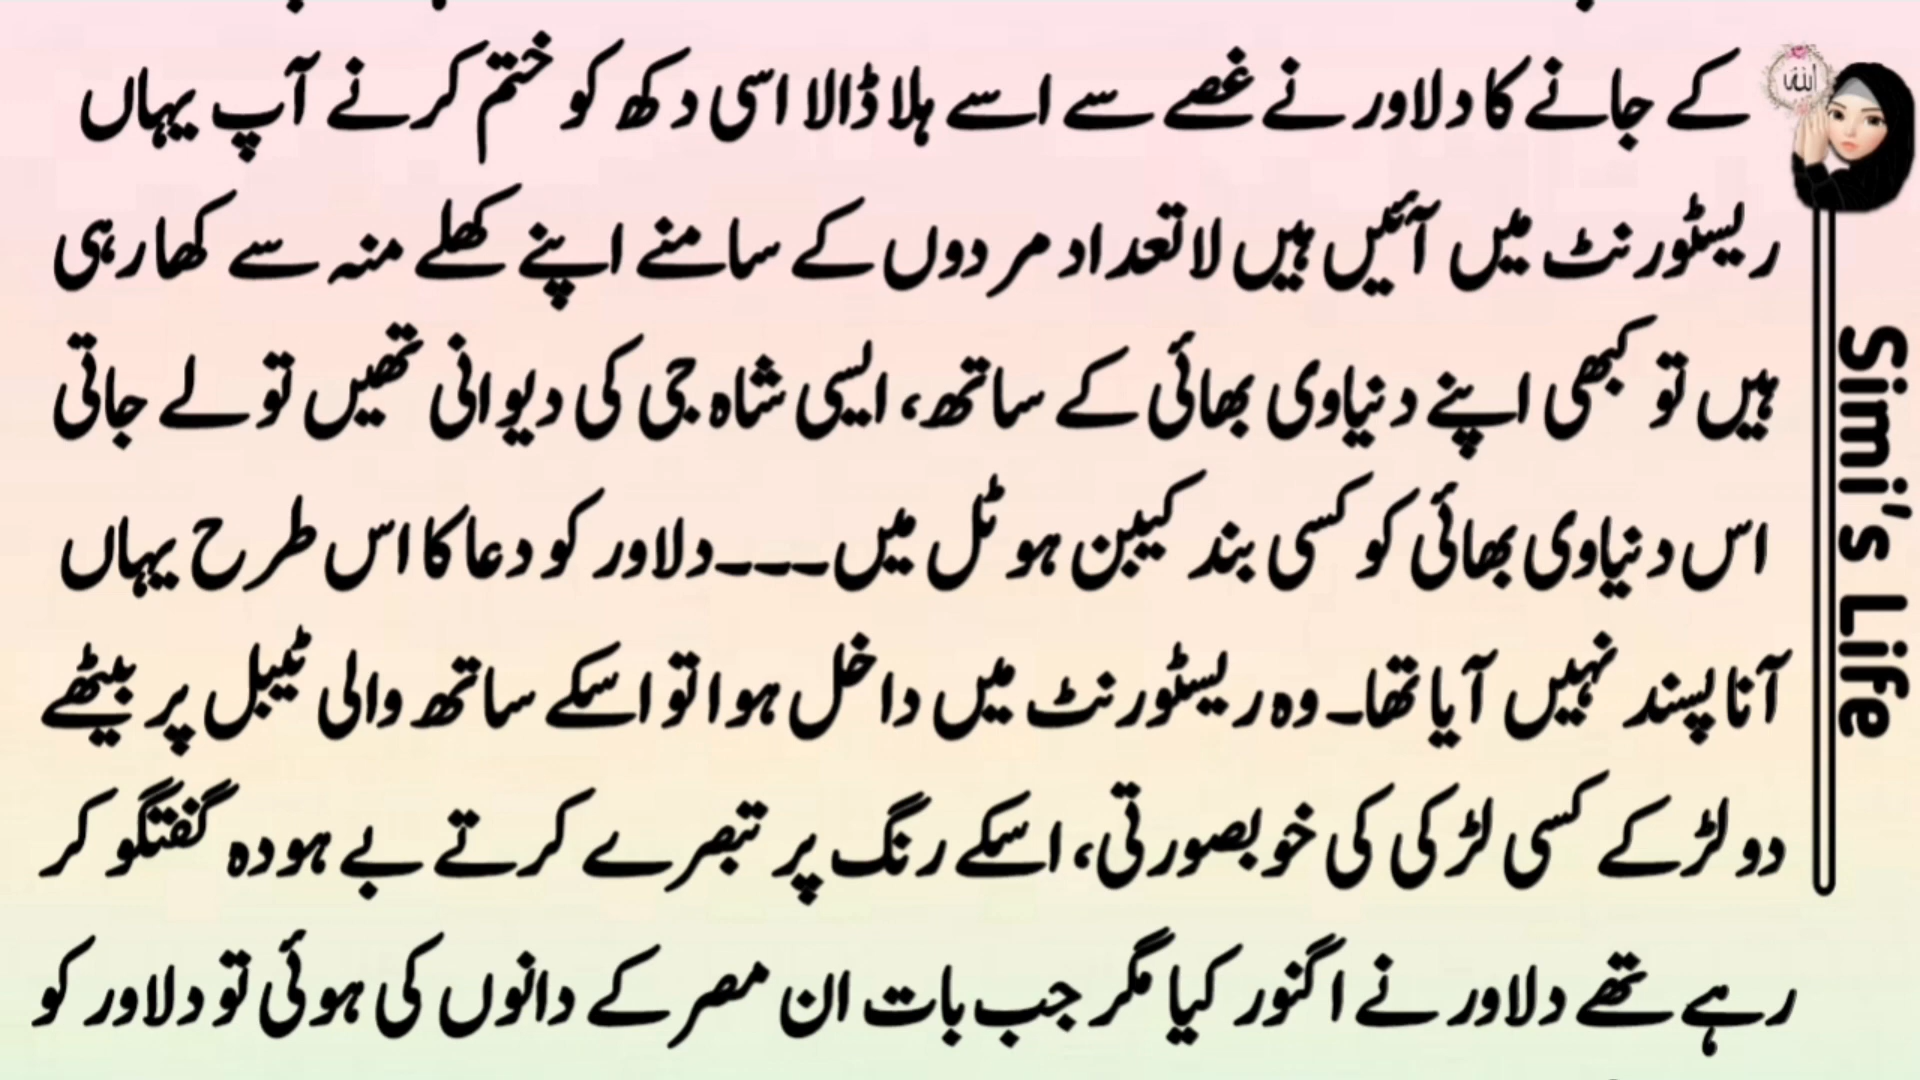 کے جانے کا دلاور نے غصے سے اسے ہلا ڈالا اسی دکھ کو ختم کرنے آپ یہاں
ریسٹورنٹ میں آئیں ہیں لاتعداد مردوں کے سامنے اپنے کھلے منہ سے کھا رہی
ہیں تو کبھی اپنے دنیاوی بھائی کے ساتھ، ایسی شاہ جی کی دیوانی تھیں تو لے جاتی
اس دنیاوی بھائی کو کسی بند کیبن ہوٹل میں۔۔۔دلاور کو دعا کا اس طرح یہاں
آنا پسند نہیں آیا تھا۔ وہ ریسٹورنٹ میں داخل ہوا تو اسکے ساتھ والی ٹیبل پر بیٹھے
دو لڑکے کسی لڑکی کی خوبصورتی، اسکے رنگ پر تبصرے کرتے بے ہودہ گفتگو کر
رہے تھے دلاور نے اگنور کیا مگر جب بات ان مصر کے دانوں کی ہوئی تو دلاور کو
الله
Simi's Life